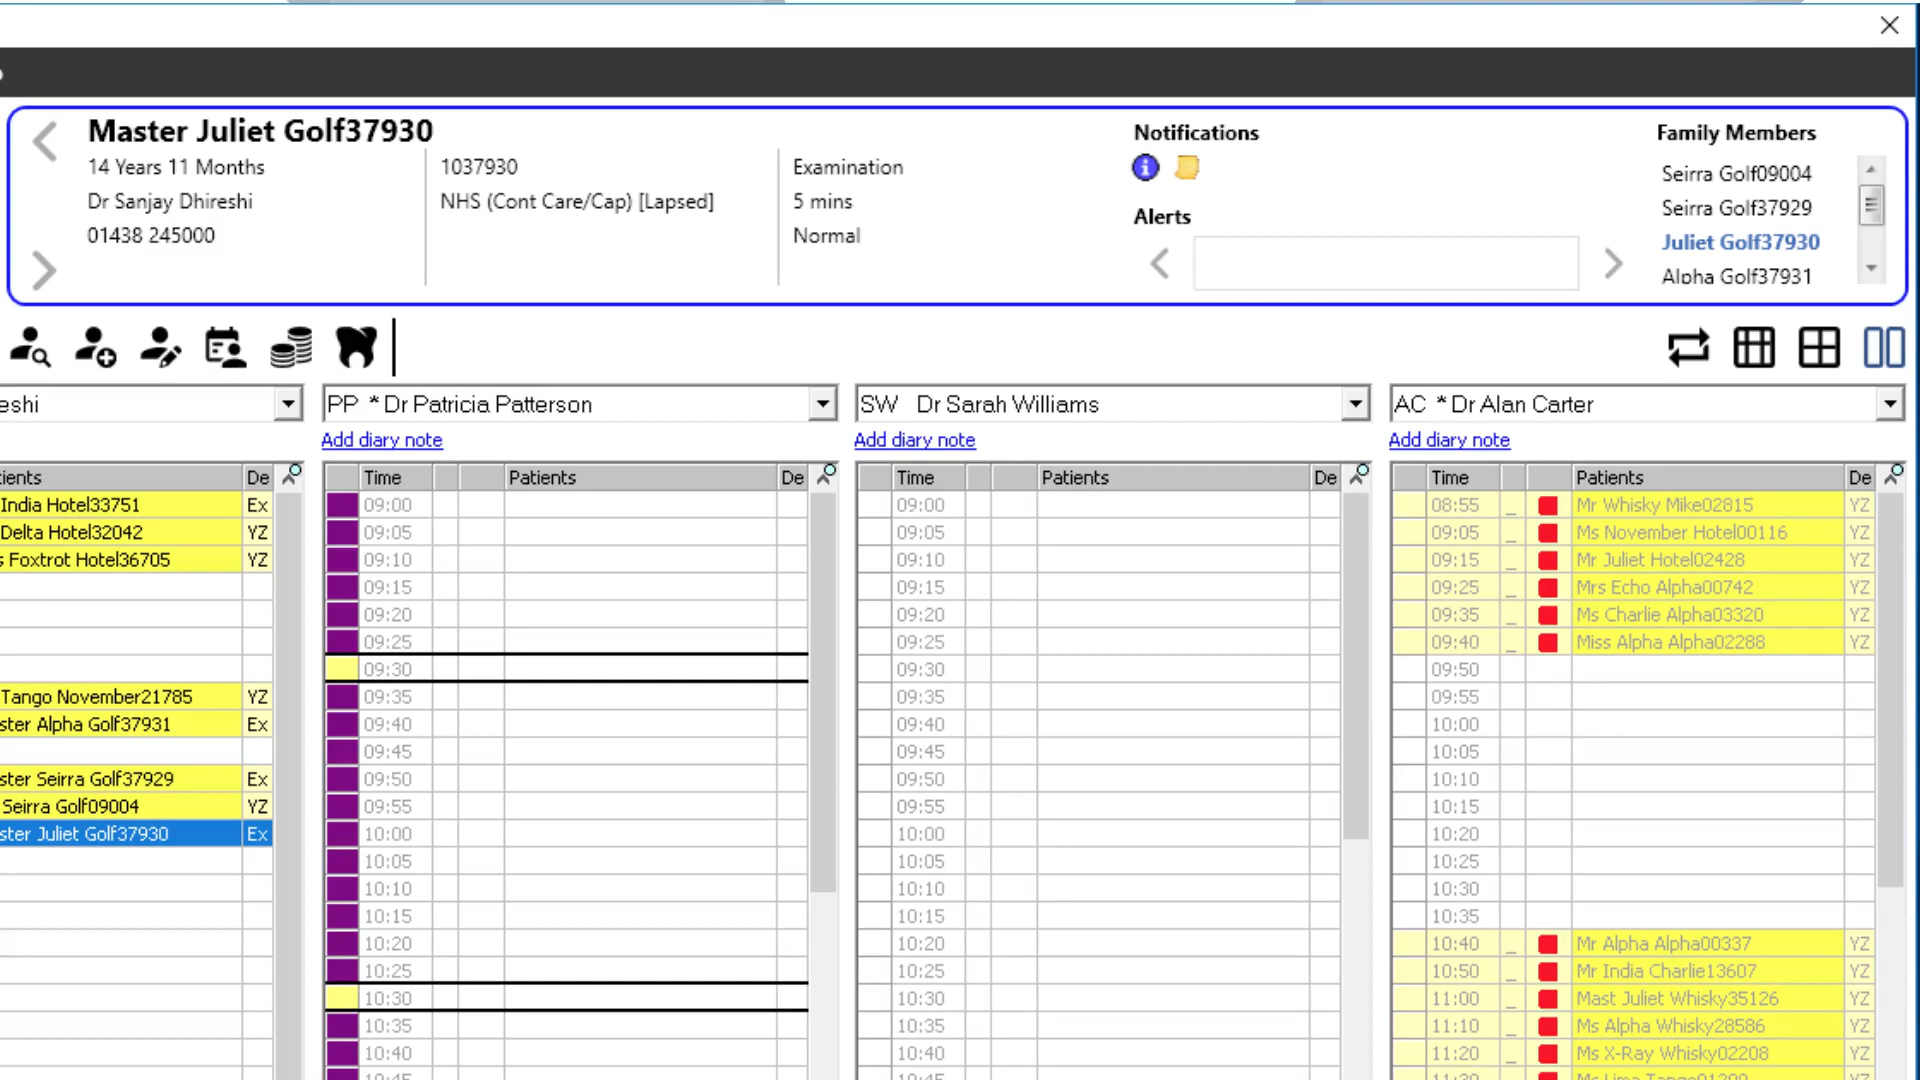 Master Juliet Golf37930
14 Years 11 Months
Dr Sanjay Dhireshi
01438 245000
1037930
NHS (Cont Care/Cap) [Lapsed]
Examination
5 mins
Normal
Notifications
Alerts
Family Members
Seirra Golf09004
Seirra Golf37929
Juliet Golf37930
Alpha Golf37931
eshi
ients De
India Hotel33751 Ex
Delta Hotel32042 YZ
s Foxtrot Hotel36705 YZ
Tango November21785 YZ
ster Alpha Golf37931 Ex
ster Seirra Golf37929 Ex
Seirra Golf09004 YZ
ster Juliet Golf37930 Ex
PP * Dr Patricia Patterson
Add diary note
Time Patients De
09:00
09:05
09:10
09:15
09:20
09:25
09:30
09:35
09:40
09:45
09:50
09:55
10:00
10:05
10:10
10:15
10:20
10:25
10:30
10:35
10:40
10:45
SW Dr Sarah Williams
Add diary note
Time Patients De
09:00
09:05
09:10
09:15
09:20
09:25
09:30
09:35
09:40
09:45
09:50
09:55
10:00
10:05
10:10
10:15
10:20
10:25
10:30
10:35
10:40
10:45
AC * Dr Alan Carter
Add diary note
Time Patients De
08:55 _ Mr Whisky Mike02815 YZ
09:05 _ Ms November Hotel00116 YZ
09:15 _ Mr Juliet Hotel02428 YZ
09:25 _ Mrs Echo Alpha00742 YZ
09:35 _ Ms Charlie Alpha03320 YZ
09:40 _ Miss Alpha Alpha02288 YZ
09:50
09:55
10:00
10:05
10:10
10:15
10:20
10:25
10:30
10:35
10:40 _ Mr Alpha Alpha00337 YZ
10:50 _ Mr India Charlie13607 YZ
11:00 _ Mast Juliet Whisky35126 YZ
11:10 _ Ms Alpha Whisky28586 YZ
11:20 _ Ms X-Ray Whisky02208 YZ
11:30 Ms Lima YZ